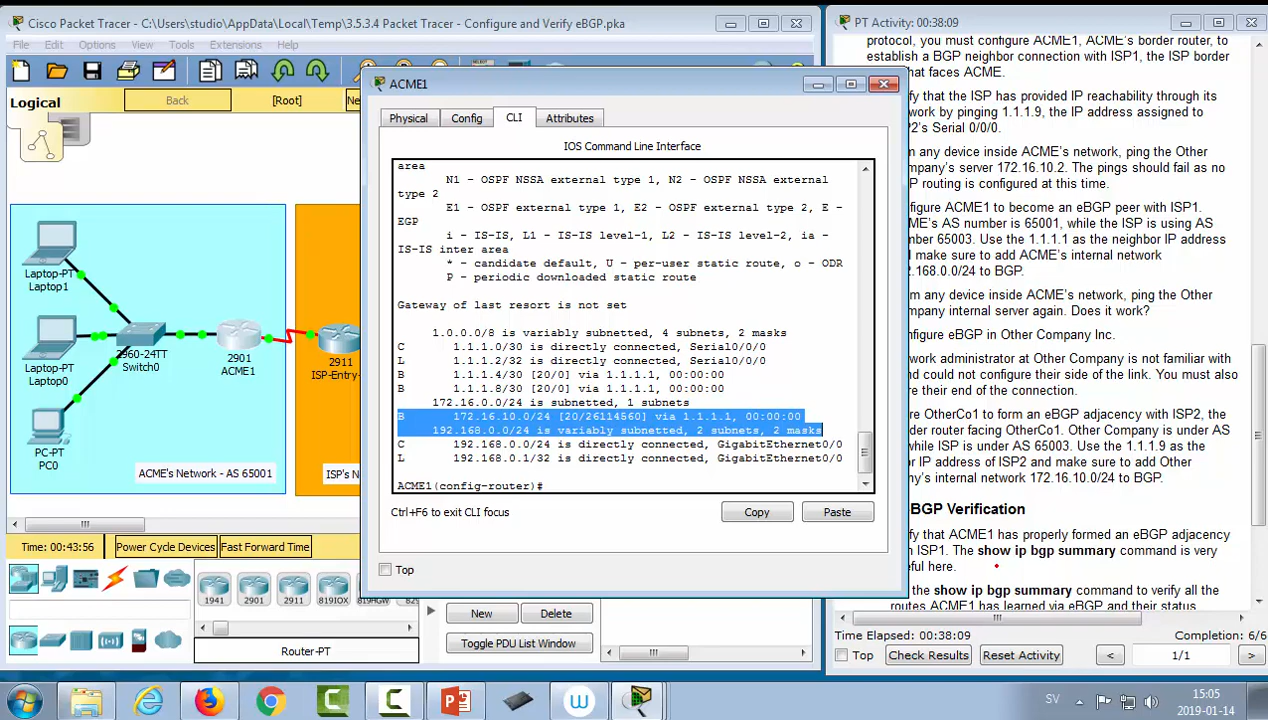 Cisco Packet Tracer - C:\Users\studio\AppData\Local\Temp\3.5.3.4 Packet Tracer - Configure and Verify eBGP.pka
File Edit Options View Tools Extensions Help
Logical
Back
[Root]
Ne
Laptop-PT
Laptop1
Laptop-PT
Laptop0
PC-PT
PC0
2960-24TT
Switch0
2901
ACME1
2911
ISP-Entry-
ACME's Network - AS 65001
ISP's N
Time: 00:43:56
Power Cycle Devices
Fast Forward Time
1941
2901
2911
819IOX
819HGW
829
Router-PT
New
Delete
Toggle PDU List Window
ACME1
Physical
Config
CLI
Attributes
IOS Command Line Interface
area
N1 - OSPF NSSA external type 1, N2 - OSPF NSSA external
type 2
E1 - OSPF external type 1, E2 - OSPF external type 2, E -
EGP
i - IS-IS, L1 - IS-IS level-1, L2 - IS-IS level-2, ia -
IS-IS inter area
* - candidate default, U - per-user static route, o - ODR
P - periodic downloaded static route
Gateway of last resort is not set
1.0.0.0/8 is variably subnetted, 4 subnets, 2 masks
C 1.1.1.0/30 is directly connected, Serial0/0/0
L 1.1.1.2/32 is directly connected, Serial0/0/0
B 1.1.1.4/30 [20/0] via 1.1.1.1, 00:00:00
B 1.1.1.8/30 [20/0] via 1.1.1.1, 00:00:00
172.16.0.0/24 is subnetted, 1 subnets
B 172.16.10.0/24 [20/26114560] via 1.1.1.1, 00:00:00
192.168.0.0/24 is variably subnetted, 2 subnets, 2 masks
C 192.168.0.0/24 is directly connected, GigabitEthernet0/0
L 192.168.0.1/32 is directly connected, GigabitEthernet0/0
ACME1(config-router)#
Ctrl+F6 to exit CLI focus
Copy
Paste
Top
PT Activity: 00:38:09
protocol, you must configure ACME1, ACME's border router, to
establish a BGP neighbor connection with ISP1, the ISP border
that faces ACME.
ify that the ISP has provided IP reachability through its
work by pinging 1.1.1.9, the IP address assigned to
P2's Serial 0/0/0.
m any device inside ACME's network, ping the Other
ompany's server 172.16.10.2. The pings should fail as no
P routing is configured at this time.
figure ACME1 to become an eBGP peer with ISP1.
ME's AS number is 65001, while the ISP is using AS
mber 65003. Use the 1.1.1.1 as the neighbor IP address
d make sure to add ACME's internal network
2.168.0.0/24 to BGP.
m any device inside ACME's network, ping the Other
mpany internal server again. Does it work?
nfigure eBGP in Other Company Inc.
work administrator at Other Company is not familiar with
nd could not configure their side of the link. You must also
re their end of the connection.
re OtherCo1 to form an eBGP adjacency with ISP2, the
der router facing OtherCo1. Other Company is under AS
while ISP is under AS 65003. Use the 1.1.1.9 as the
or IP address of ISP2 and make sure to add Other
ny's internal network 172.16.10.0/24 to BGP.
BGP Verification
ify that ACME1 has properly formed an eBGP adjacency
h ISP1. The show ip bgp summary command is very
eful here.
the show ip bgp summary command to verify all the
routes ACME1 has learned via eBGP and their status
Time Elapsed: 00:38:09
Completion: 6/6
Top
Check Results
Reset Activity
<
1/1
>
SV
15:05
2019-01-14